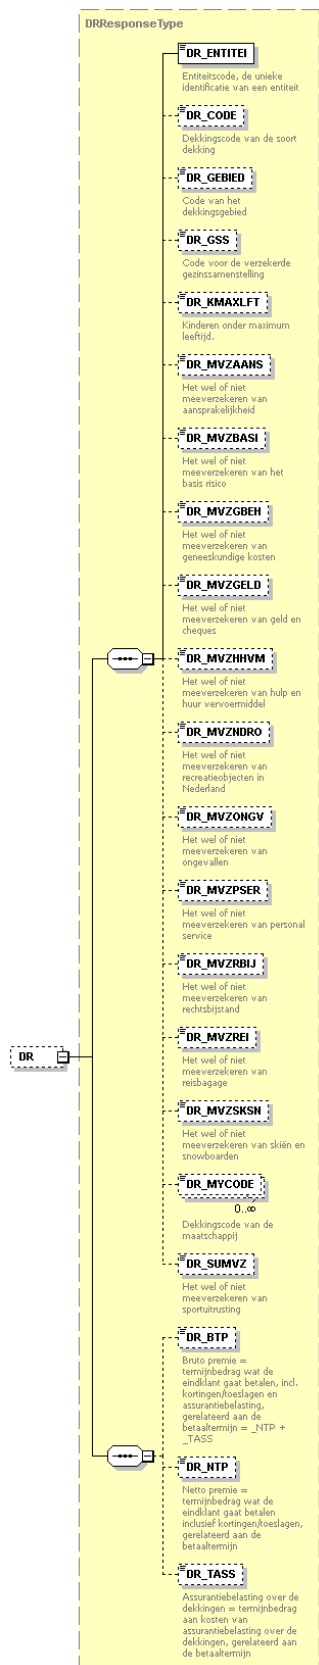 DRResponseType
DR_ENTITEI
Entiteitscode, de unieke
identificatie van een entiteit
DR_CODE
Dekkingscode van de soort
dekking
DR_GEBIED
Code van het
dekkingsgebied
DR_GSS
Code voor de verzekerde
gezinssamenstelling
DR_KMAXLFT
Kinderen onder maximum
leeftijd.
DR_MVZAANS
Het wel of niet
meeverzekeren van
aansprakelijkheid
DR_MVZBASI
Het wel of niet
meeverzekeren van het
basis risico
DR_MVZGBEH
Het wel of niet
meeverzekeren van
geneeskundige kosten
DR_MVZGELD
Het wel of niet
meeverzekeren van geld en
cheques
DR_MVZHHVM
Het wel of niet
meeverzekeren van hulp en
huur vervoermiddel
DR_MVZNDRO
Het wel of niet
meeverzekeren van
recreatieobjecten in
Nederland
DR_MVZONGV
Het wel of niet
meeverzekeren van
ongevallen
DR_MVZPSER
Het wel of niet
meeverzekeren van personal
service
DR_MVZRBIJ
Het wel of niet
meeverzekeren van
rechtsbijstand
DR_MVZREI
Het wel of niet
meeverzekeren van
reisbagage
DR_MVZSKSN
Het wel of niet
meeverzekeren van skiën en
snowboarden
DR_MYCODE
0..∞
Dekkingscode van de
maatschappij
DR_SUMVZ
Het wel of niet
meeverzekeren van
sportuitrusting
DR
DR_BTP
Bruto premie =
termijnbedrag wat de
eindklant gaat betalen, incl.
kortingen/toeslagen en
assurantiebelasting,
gerelateerd aan de
betaaltermijn = _NTP +
_TASS
DR_NTP
Netto premie =
termijnbedrag wat de
eindklant gaat betalen
inclusief kortingen/toeslagen,
gerelateerd aan de
betaaltermijn
DR_TASS
Assurantiebelasting over de
dekkingen = termijnbedrag
aan kosten van
assurantiebelasting over de
dekkingen, gerelateerd aan
de betaaltermijn